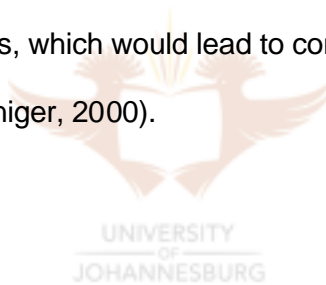 s, which would lead to co
niger, 2000).
UNIVERSITY
OF
JOHANNESBURG